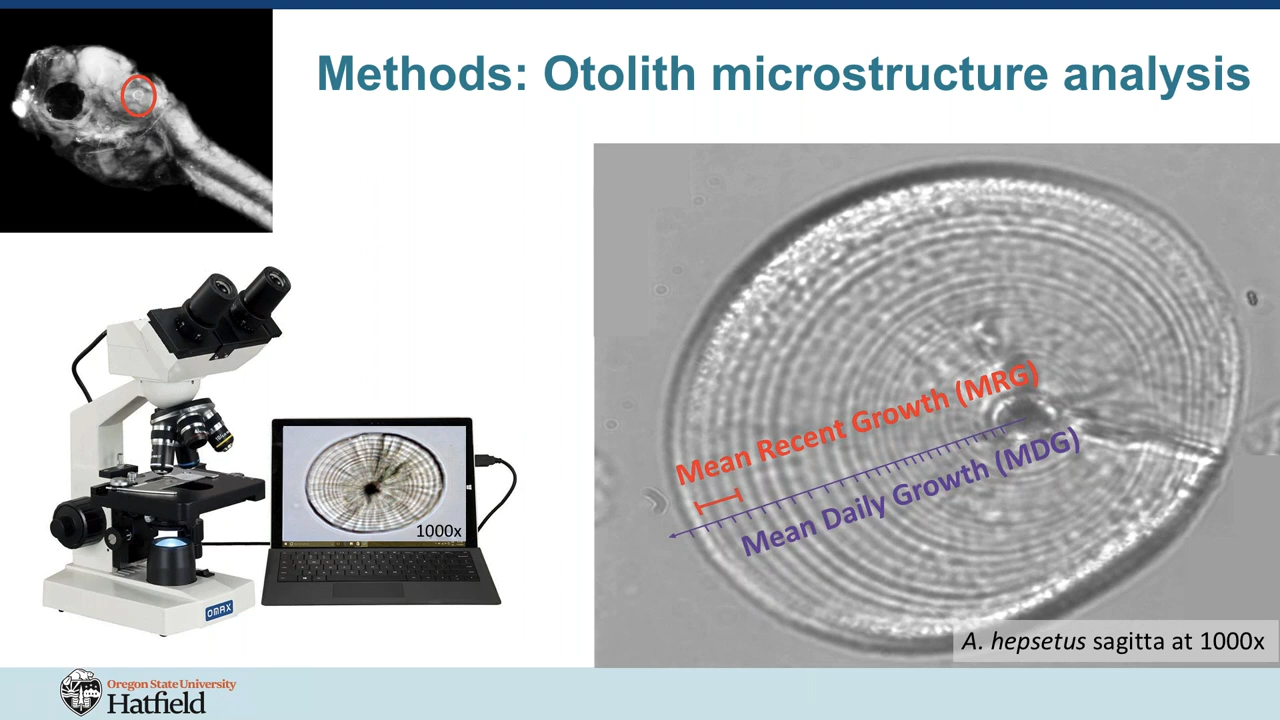 Methods: Otolith microstructure analysis
Mean Recent Growth (MRG)
Mean Daily Growth (MDG)
1000x
OMAX
A. hepsetus sagitta at 1000x
Oregon State University
Hatfield